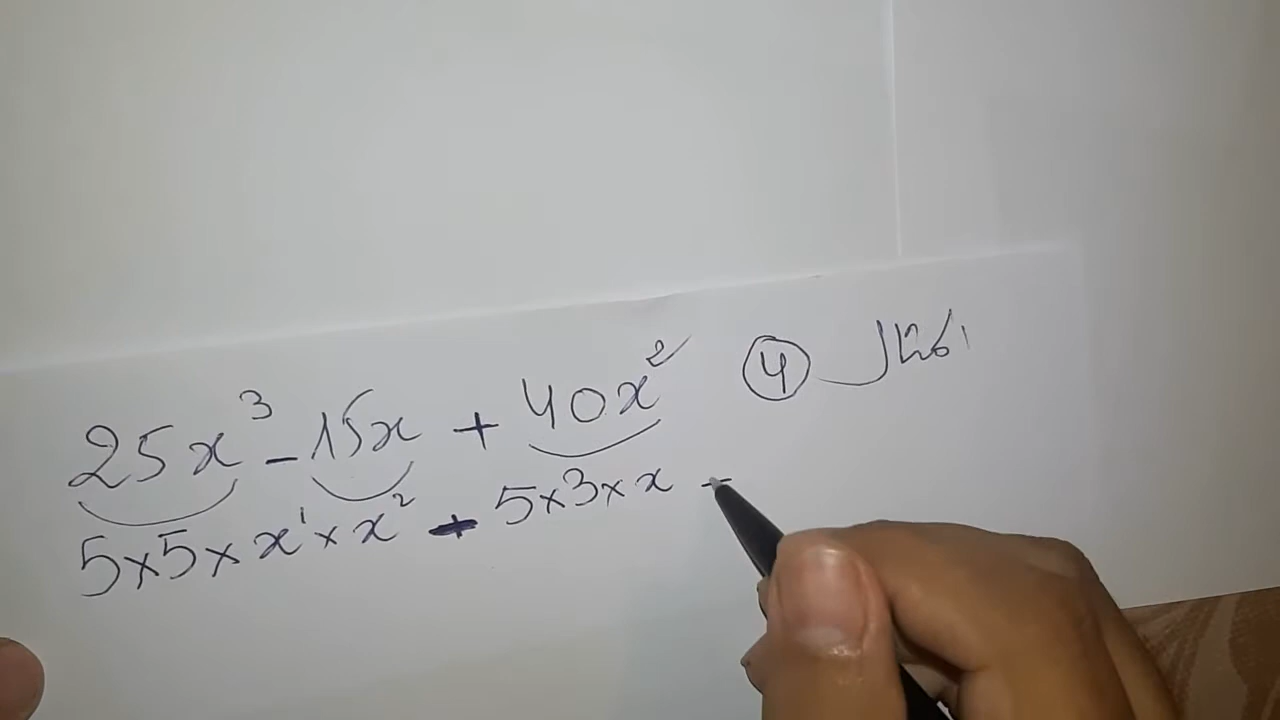 مثال ④
25x³ - 15x + 40x²
5×5×x¹×x² - 5×3×x +